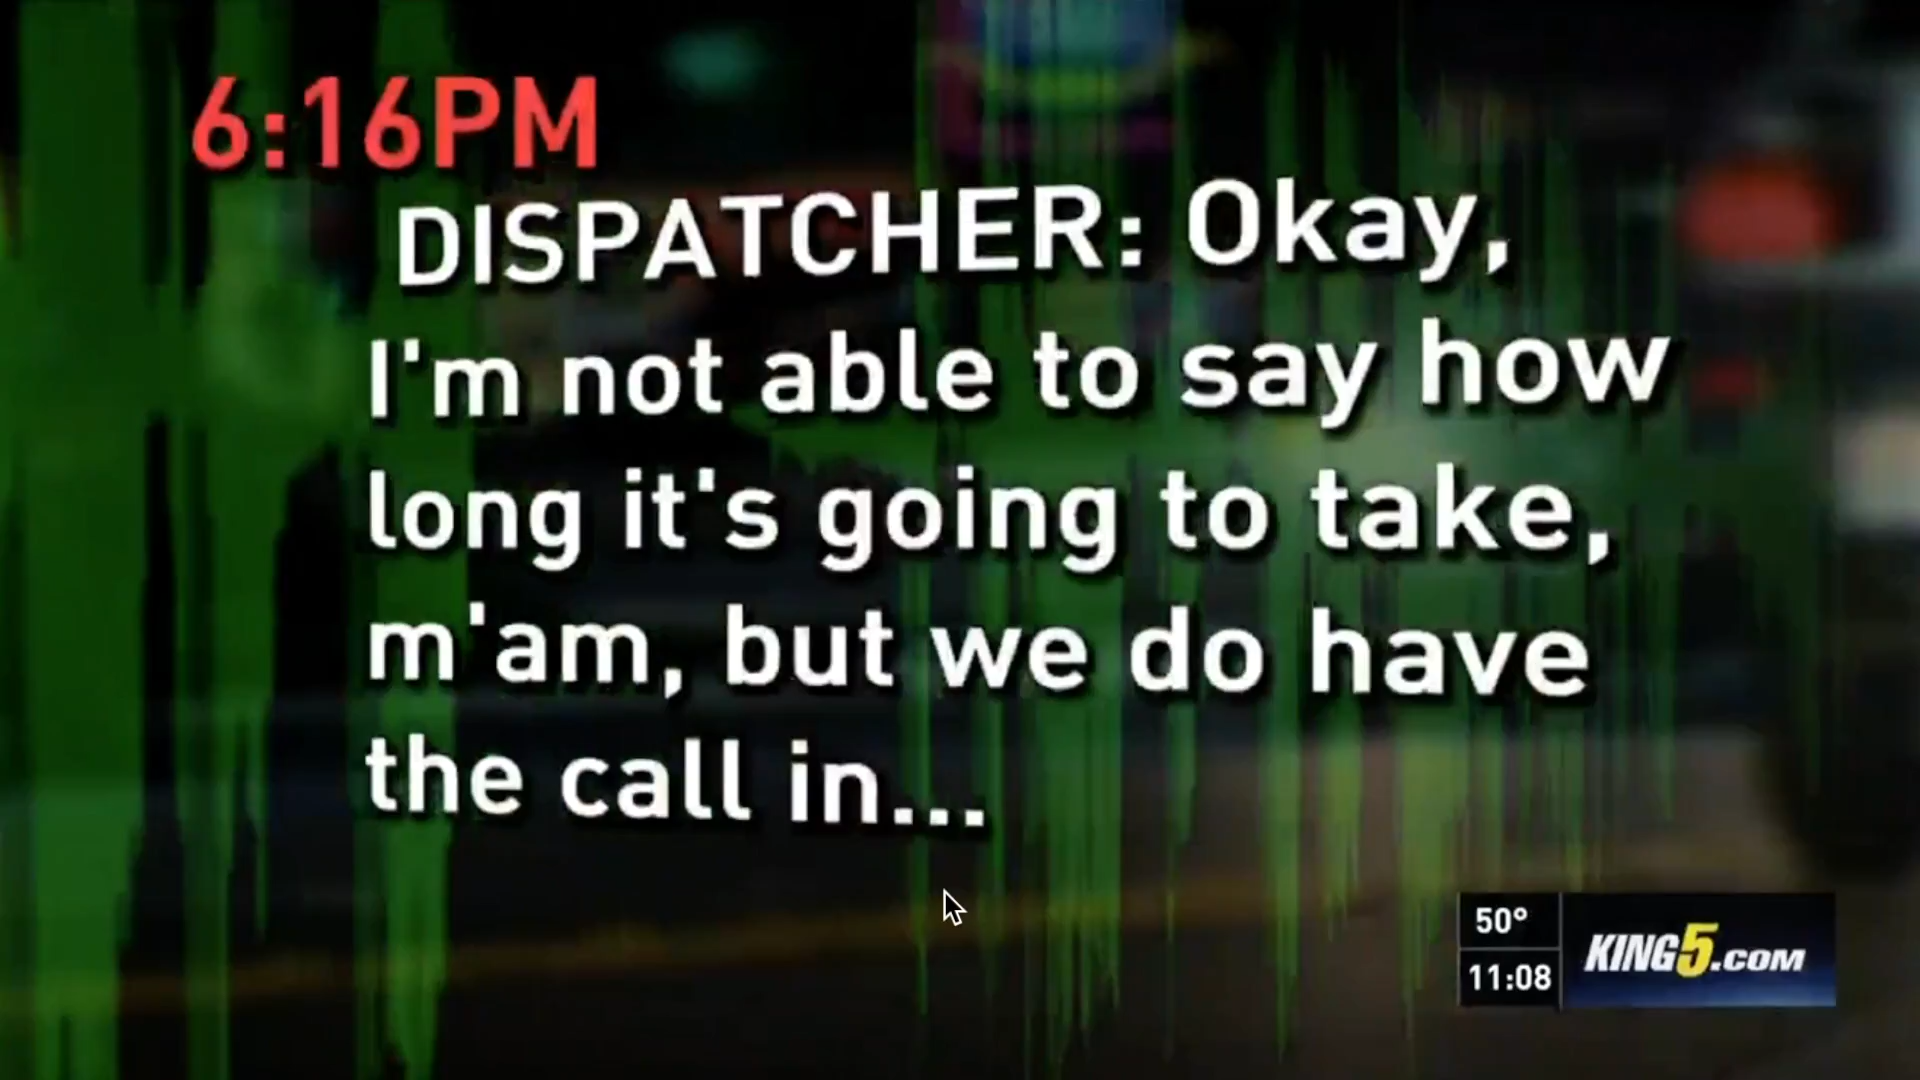 6:16PM
DISPATCHER: Okay,
I'm not able to say how
long it's going to take,
m'am, but we do have
the call in...
50°
11:08
KING5.COM